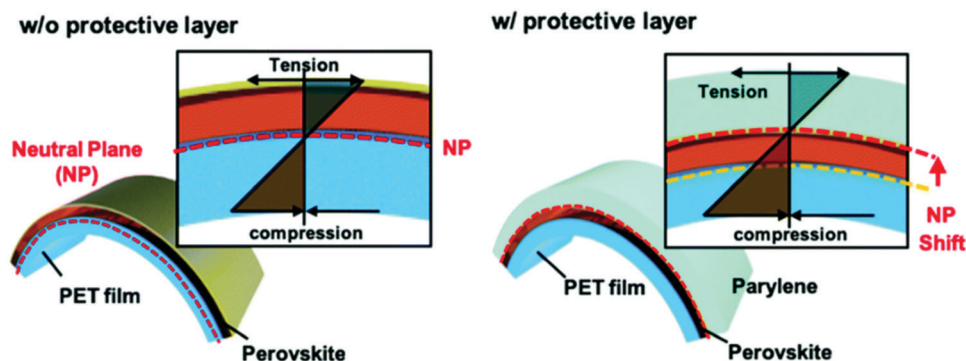 w/o protective layer
Tension
Neutral Plane
(NP)
NP
compression
PET film
Perovskite
w/ protective layer
Tension
NP
Shift
compression
PET film
Parylene
Perovskite